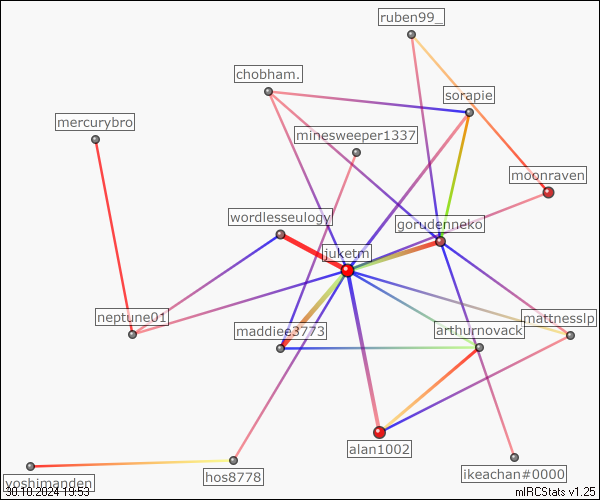 ruben99_
chobham.
sorapie
mercurybro
minesweeper1337
moonraven
wordlesseulogy
gorudenneko
juketm
neptune01
maddiee3773
arthurnovack
mattnesslp
alan1002
hos8778
ikeachan#0000
yoshimanden
30.10.2024 19:53
mIRCStats v1.25